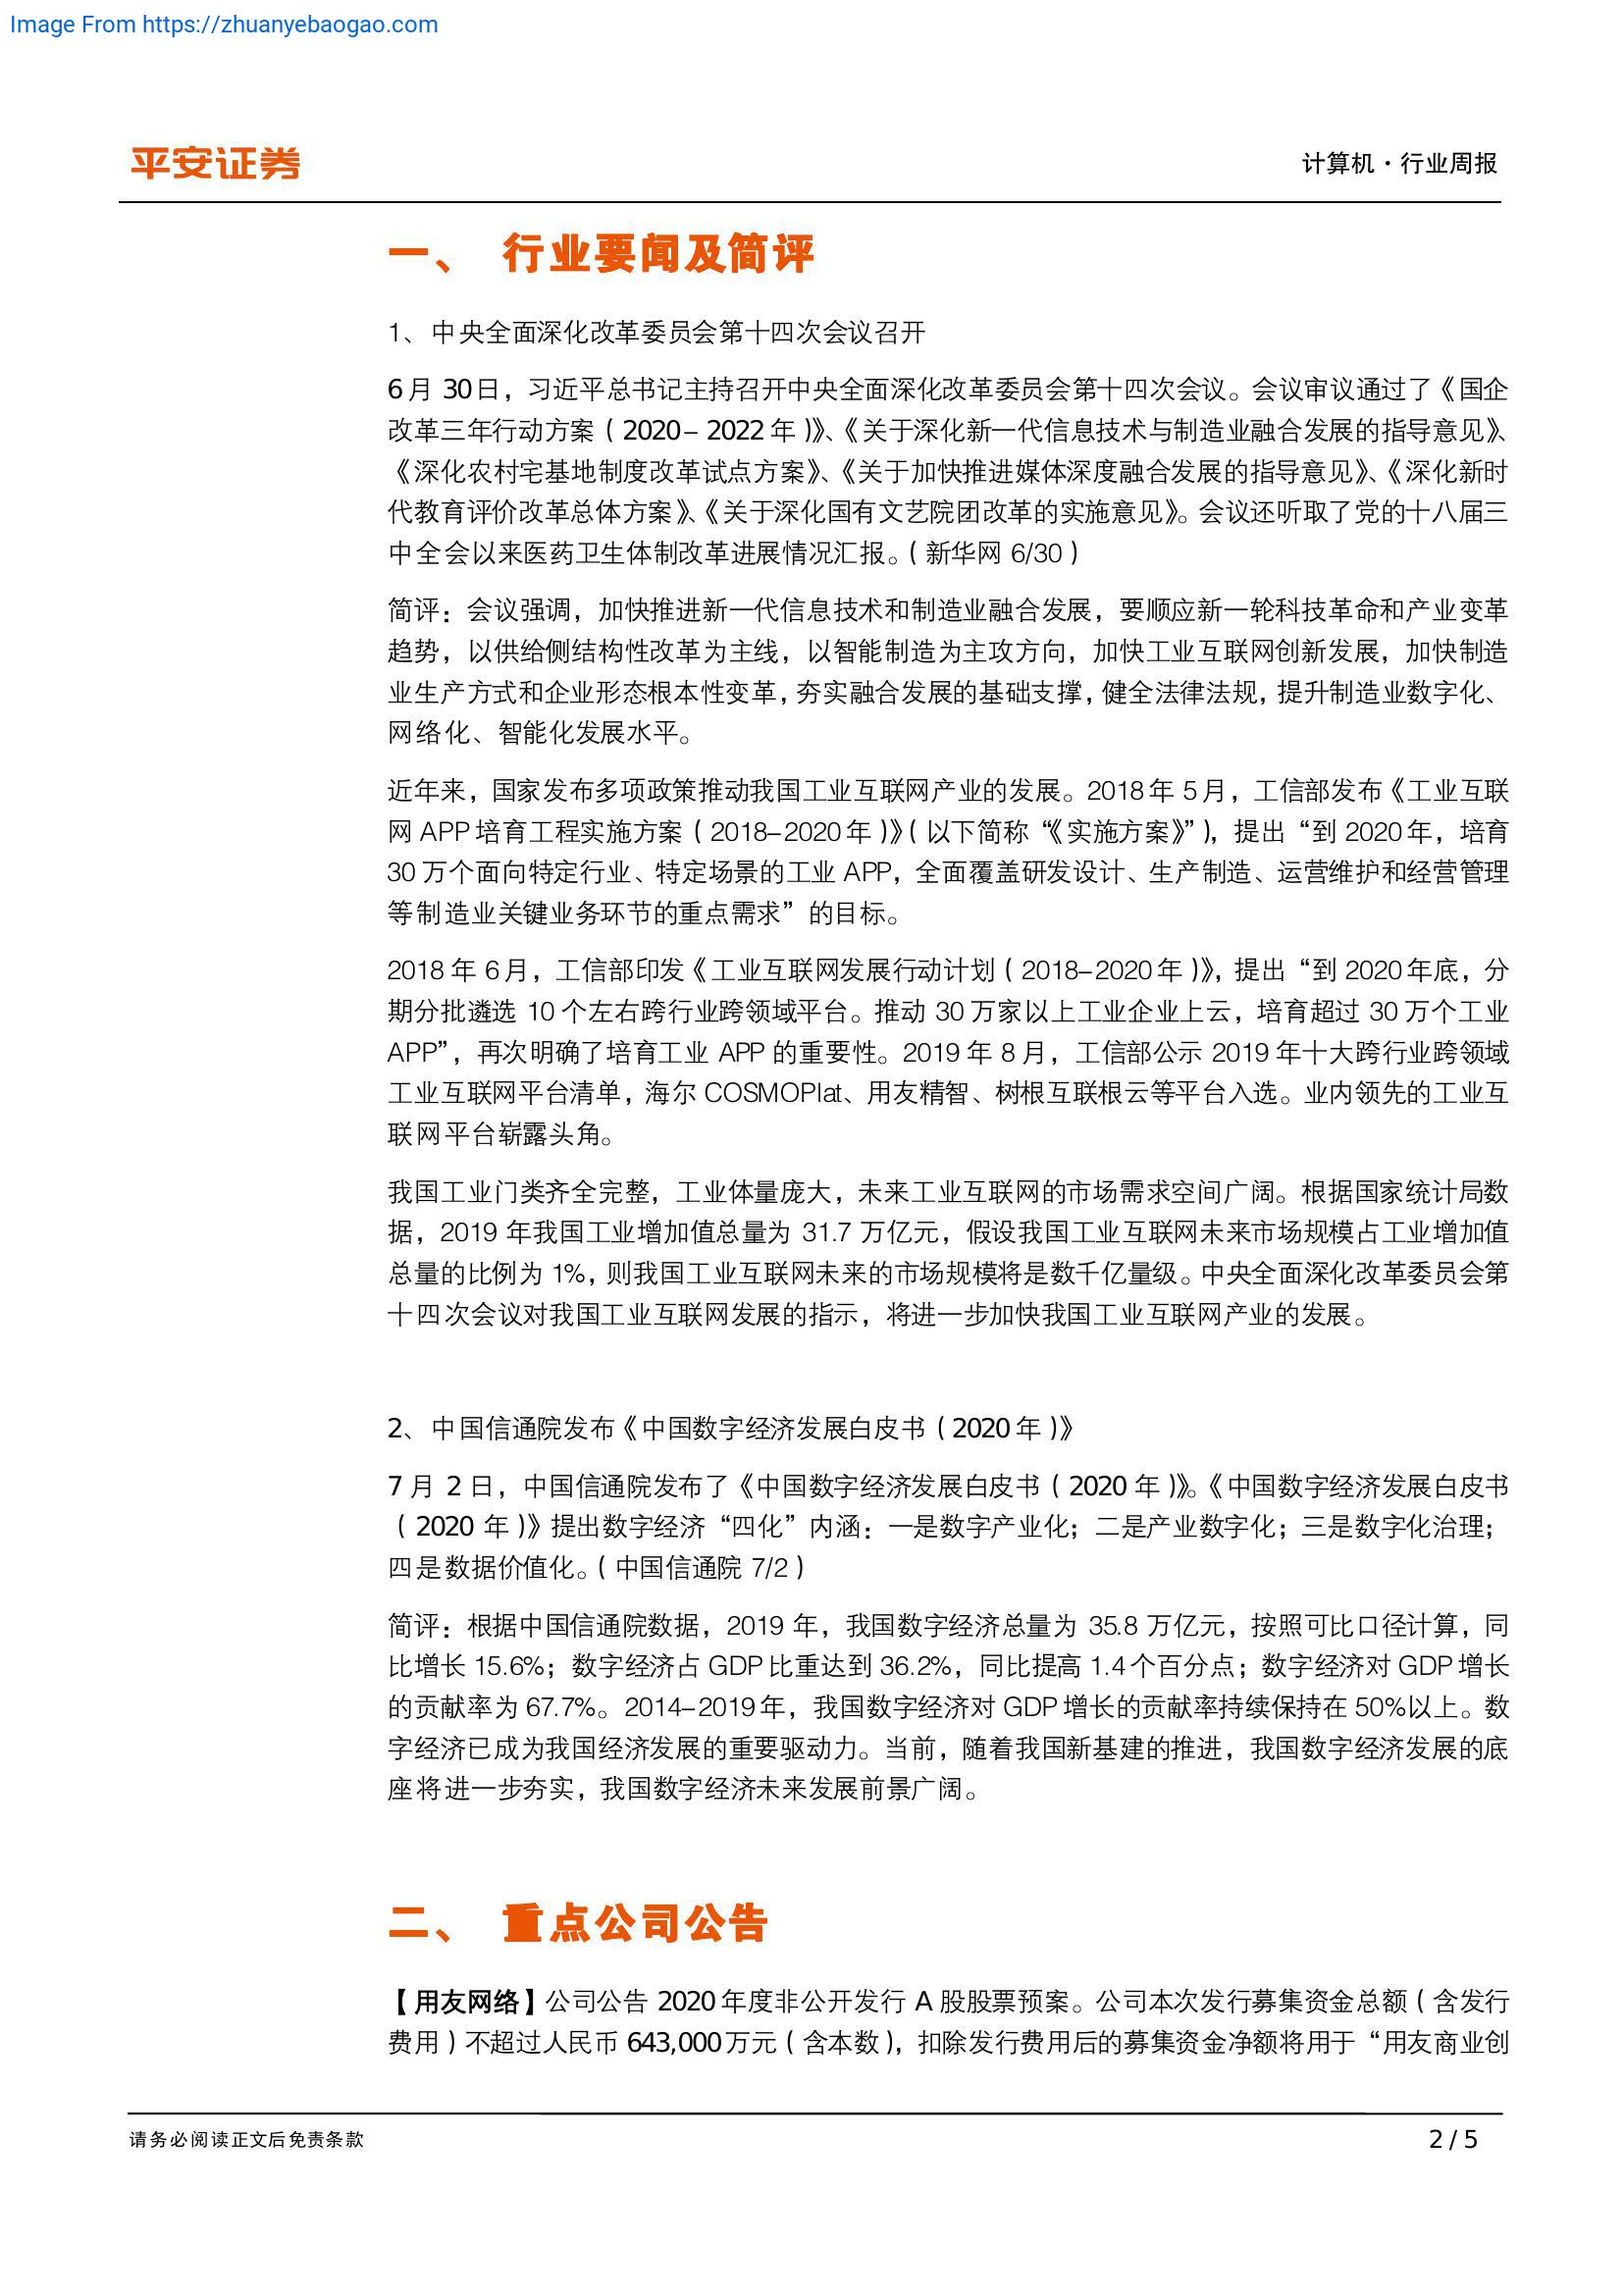 Image From https://zhuanyebaogao.com
平安证券
计算机·行业周报
一、 行业要闻及简评
1、中央全面深化改革委员会第十四次会议召开
6月 30日，习近平总书记主持召开中央全面深化改革委员会第十四次会议。会议审议通过了《国企
改革三年行动方案（2020－2022年）》、《关于深化新一代信息技术与制造业融合发展的指导意见》、
《深化农村宅基地制度改革试点方案》、《关于加快推进媒体深度融合发展的指导意见》、《深化新时
代教育评价改革总体方案》、《关于深化国有文艺院团改革的实施意见》。会议还听取了党的十八届三
中全会以来医药卫生体制改革进展情况汇报。（新华网 6/30）
简评：会议强调，加快推进新一代信息技术和制造业融合发展，要顺应新一轮科技革命和产业变革
趋势，以供给侧结构性改革为主线，以智能制造为主攻方向，加快工业互联网创新发展，加快制造
业生产方式和企业形态根本性变革，夯实融合发展的基础支撑，健全法律法规，提升制造业数字化、
网络化、智能化发展水平。
近年来，国家发布多项政策推动我国工业互联网产业的发展。2018年 5月，工信部发布《工业互联
网 APP培育工程实施方案（2018-2020年）》（以下简称“《实施方案》”），提出“到 2020年，培育
30万个面向特定行业、特定场景的工业 APP，全面覆盖研发设计、生产制造、运营维护和经营管理
等制造业关键业务环节的重点需求”的目标。
2018年 6月，工信部印发《工业互联网发展行动计划（2018-2020年）》，提出“到 2020年底，分
期分批遴选 10个左右跨行业跨领域平台。推动 30万家以上工业企业上云，培育超过 30万个工业
APP”，再次明确了培育工业 APP的重要性。2019年 8月，工信部公示 2019年十大跨行业跨领域
工业互联网平台清单，海尔 COSMOPlat、用友精智、树根互联根云等平台入选。业内领先的工业互
联网平台崭露头角。
我国工业门类齐全完整，工业体量庞大，未来工业互联网的市场需求空间广阔。根据国家统计局数
据，2019年我国工业增加值总量为 31.7万亿元，假设我国工业互联网未来市场规模占工业增加值
总量的比例为 1%，则我国工业互联网未来的市场规模将是数千亿量级。中央全面深化改革委员会第
十四次会议对我国工业互联网发展的指示，将进一步加快我国工业互联网产业的发展。
2、中国信通院发布《中国数字经济发展白皮书（2020年）》
7月 2日，中国信通院发布了《中国数字经济发展白皮书（2020年）》。《中国数字经济发展白皮书
（2020年）》提出数字经济“四化”内涵：一是数字产业化；二是产业数字化；三是数字化治理；
四是数据价值化。（中国信通院 7/2）
简评：根据中国信通院数据，2019年，我国数字经济总量为 35.8万亿元，按照可比口径计算，同
比增长 15.6%；数字经济占 GDP比重达到 36.2%，同比提高 1.4个百分点；数字经济对 GDP增长
的贡献率为 67.7%。2014-2019年，我国数字经济对 GDP增长的贡献率持续保持在 50%以上。数
字经济已成为我国经济发展的重要驱动力。当前，随着我国新基建的推进，我国数字经济发展的底
座将进一步夯实，我国数字经济未来发展前景广阔。
二、 重点公司公告
【用友网络】公司公告 2020年度非公开发行 A股股票预案。公司本次发行募集资金总额（含发行
费用）不超过人民币 643,000万元（含本数），扣除发行费用后的募集资金净额将用于“用友商业创
请务必阅读正文后免责条款
2 / 5